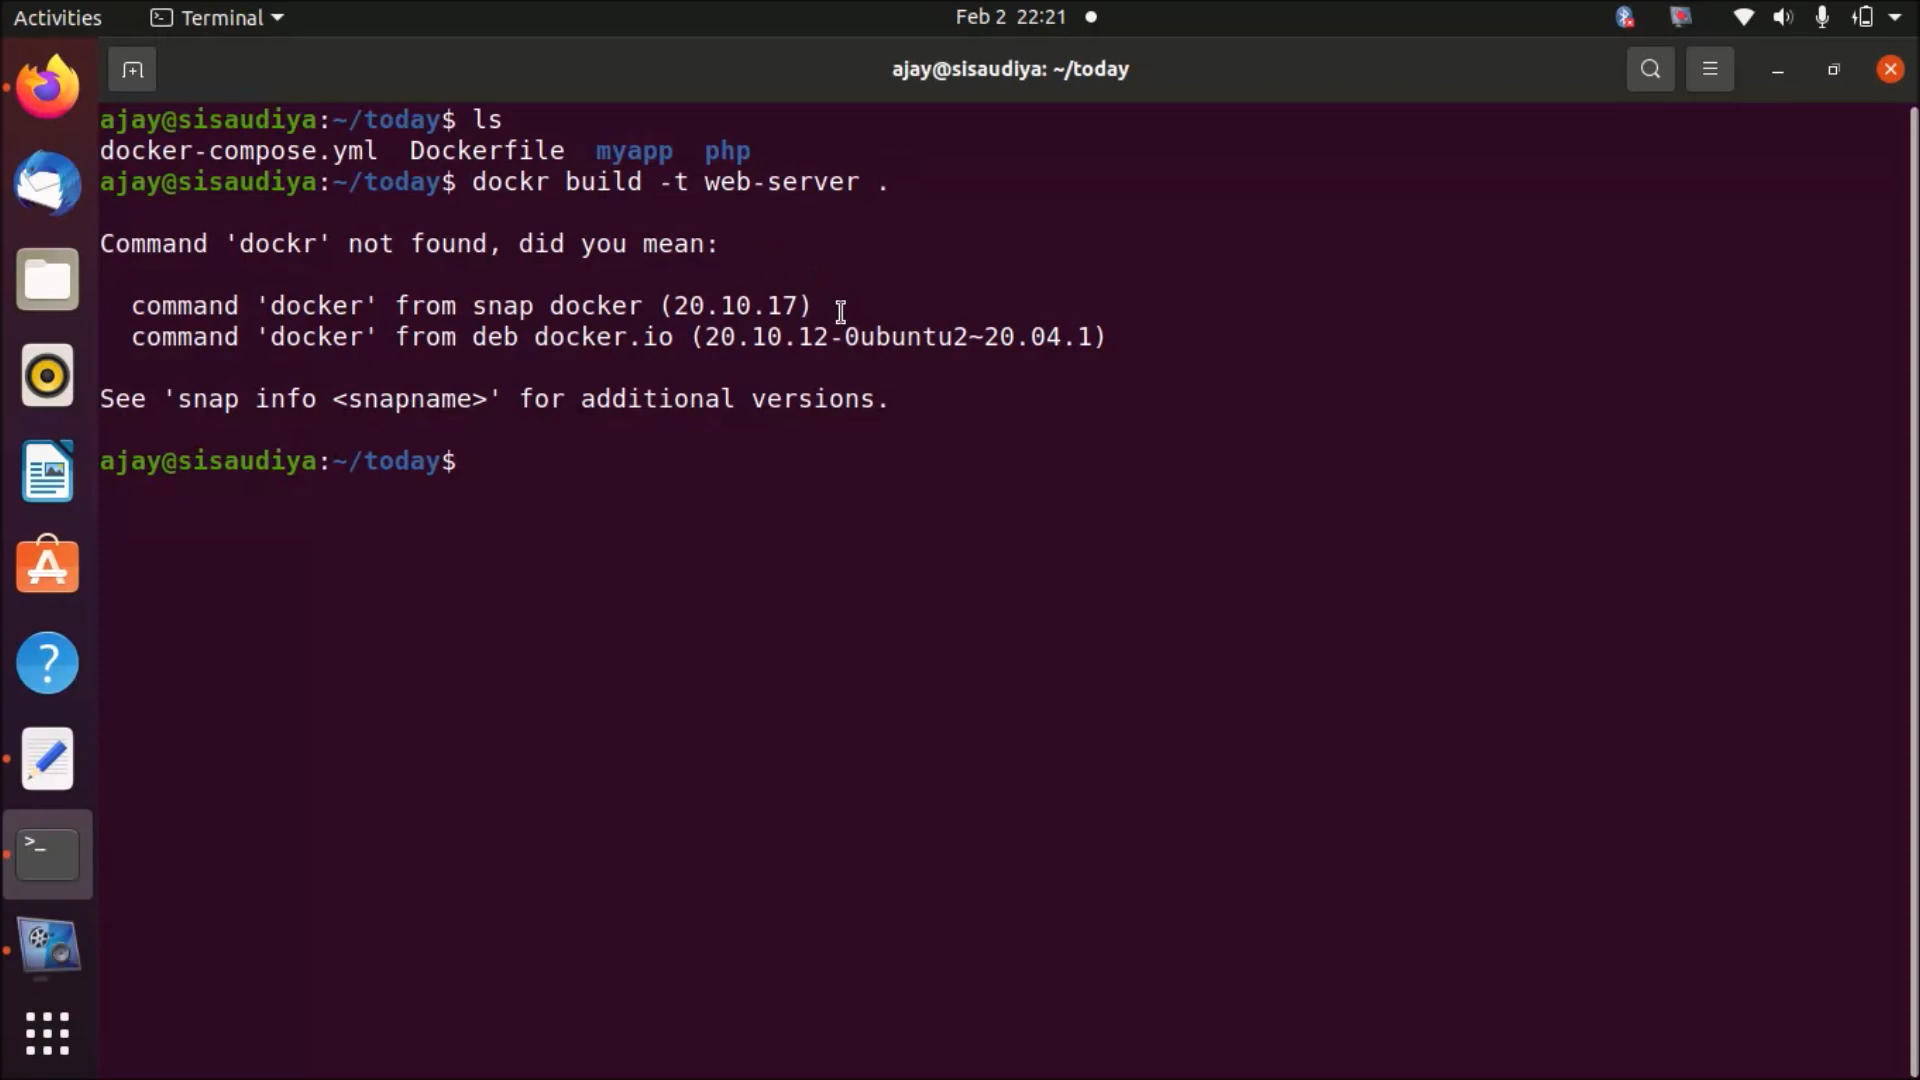 Activities Terminal Feb 2 22:21
ajay@sisaudiya: ~/today
ajay@sisaudiya:~/today$ ls
docker-compose.yml Dockerfile myapp php
ajay@sisaudiya:~/today$ dockr build -t web-server .
Command 'dockr' not found, did you mean:
command 'docker' from snap docker (20.10.17)
command 'docker' from deb docker.io (20.10.12-0ubuntu2~20.04.1)
See 'snap info <snapname>' for additional versions.
ajay@sisaudiya:~/today$